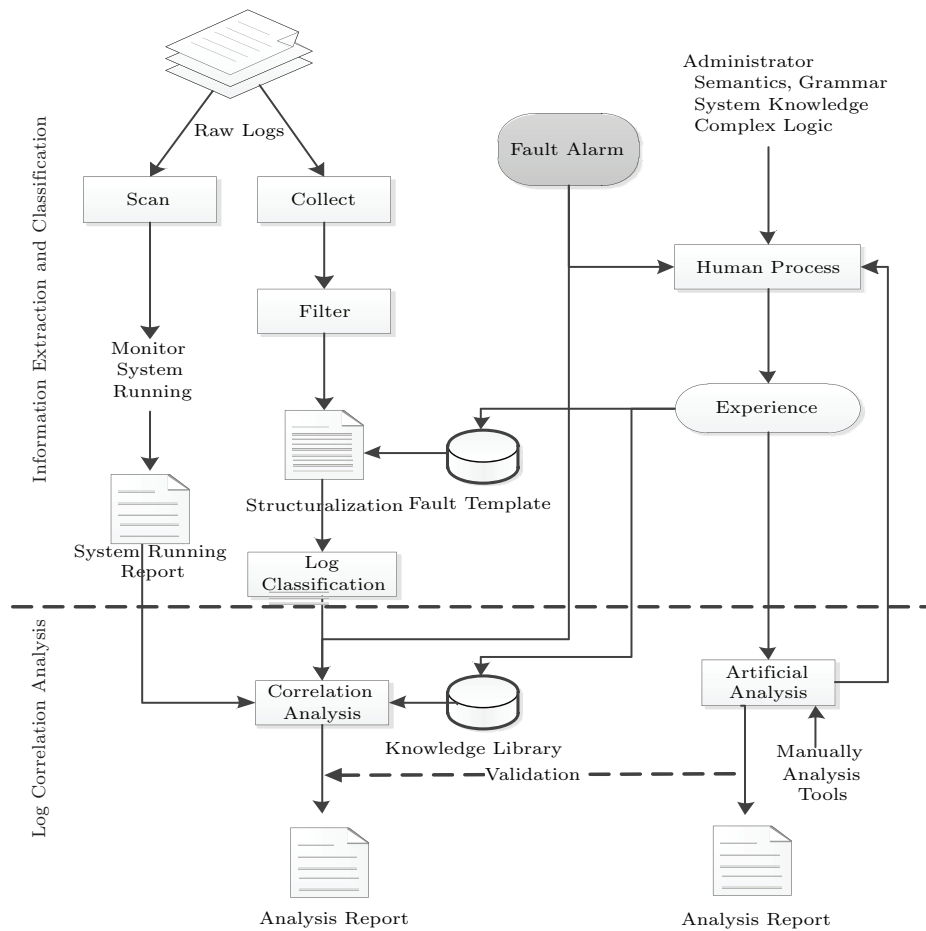 Raw Logs
Administrator
Semantics, Grammar
System Knowledge
Complex Logic
Fault Alarm
Scan
Collect
Human Process
Filter
Information Extraction and Classification
Monitor
System
Running
Experience
Structuralization
Fault Template
System Running
Report
Log
Classification
Log Correlation Analysis
Correlation
Analysis
Artificial
Analysis
Knowledge Library
Manually
Analysis
Tools
Validation
Analysis Report
Analysis Report